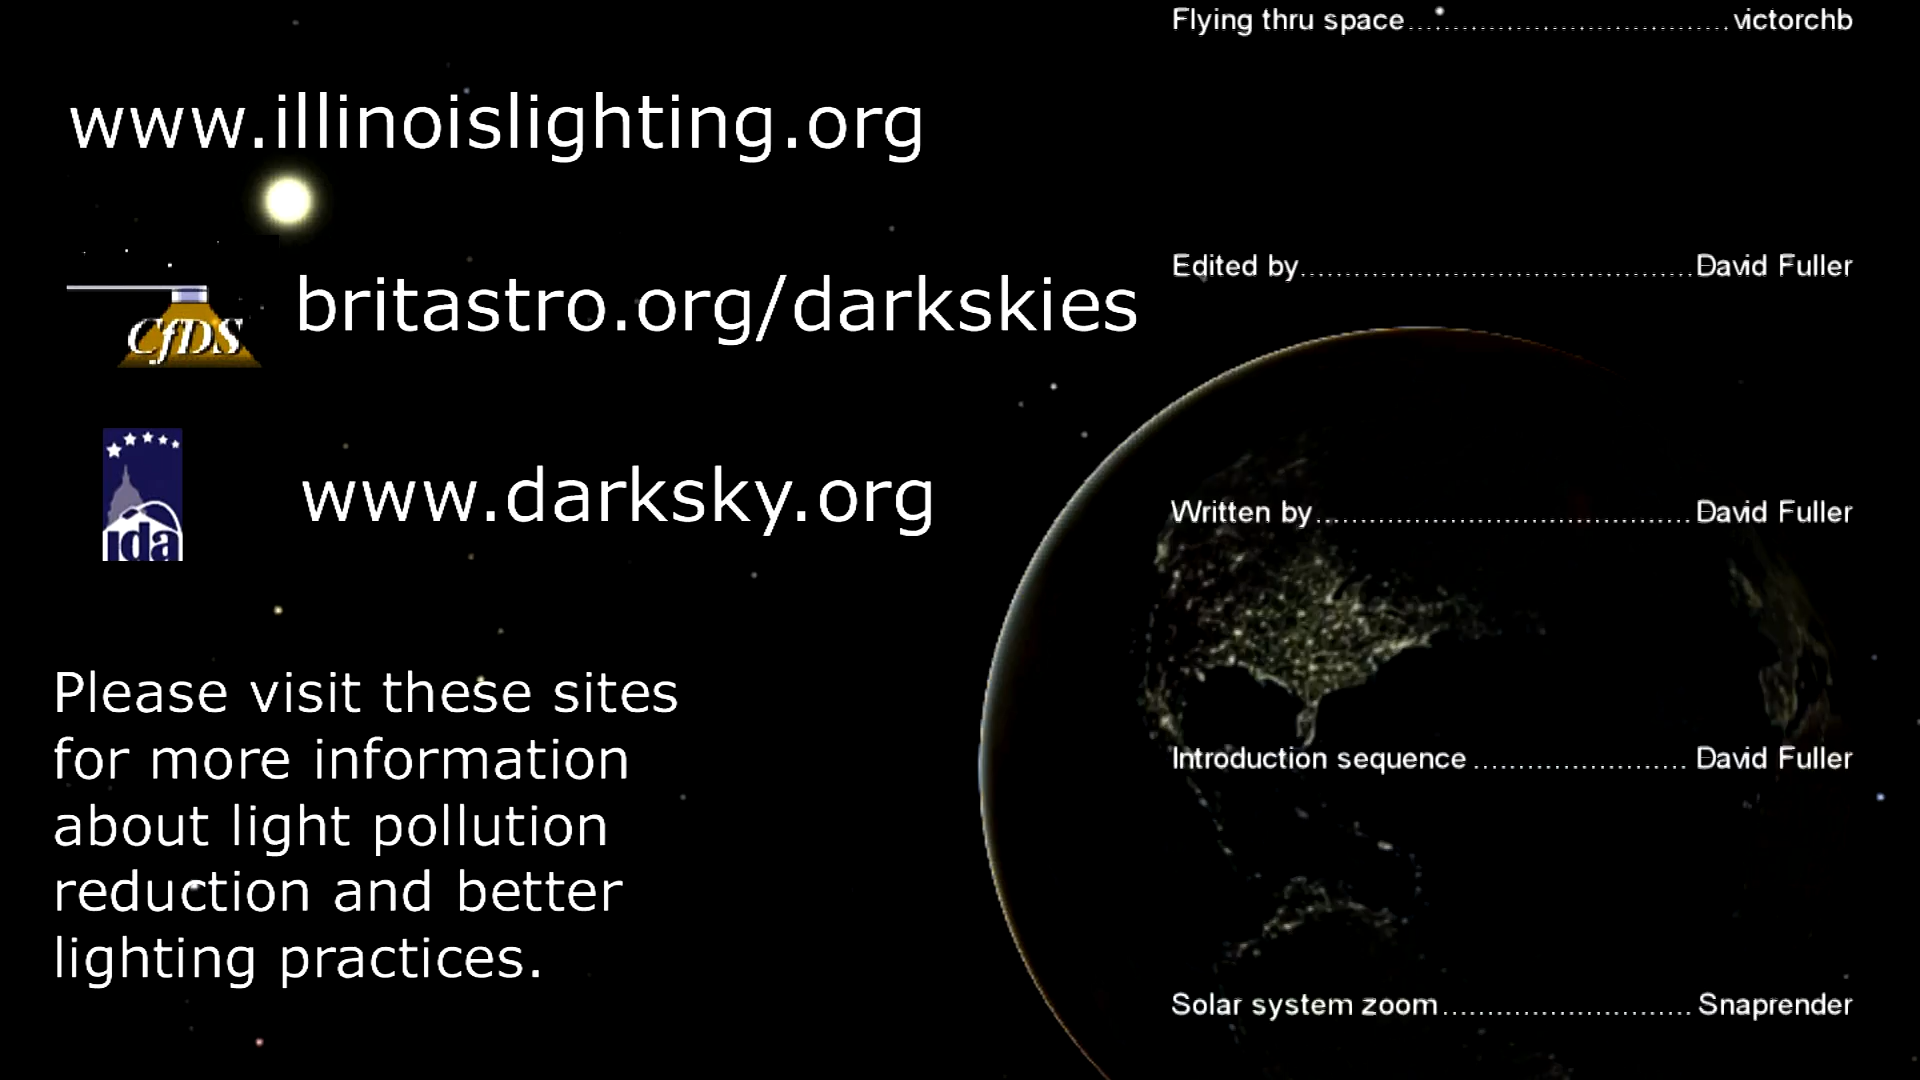 www.illinoislighting.org
CfDS
britastro.org/darkskies
ida
www.darksky.org
Please visit these sites
for more information
about light pollution
reduction and better
lighting practices.
Flying thru space....................................victorchb
Edited by............................................David Fuller
Written by..........................................David Fuller
Introduction sequence........................David Fuller
Solar system zoom............................Snaprender